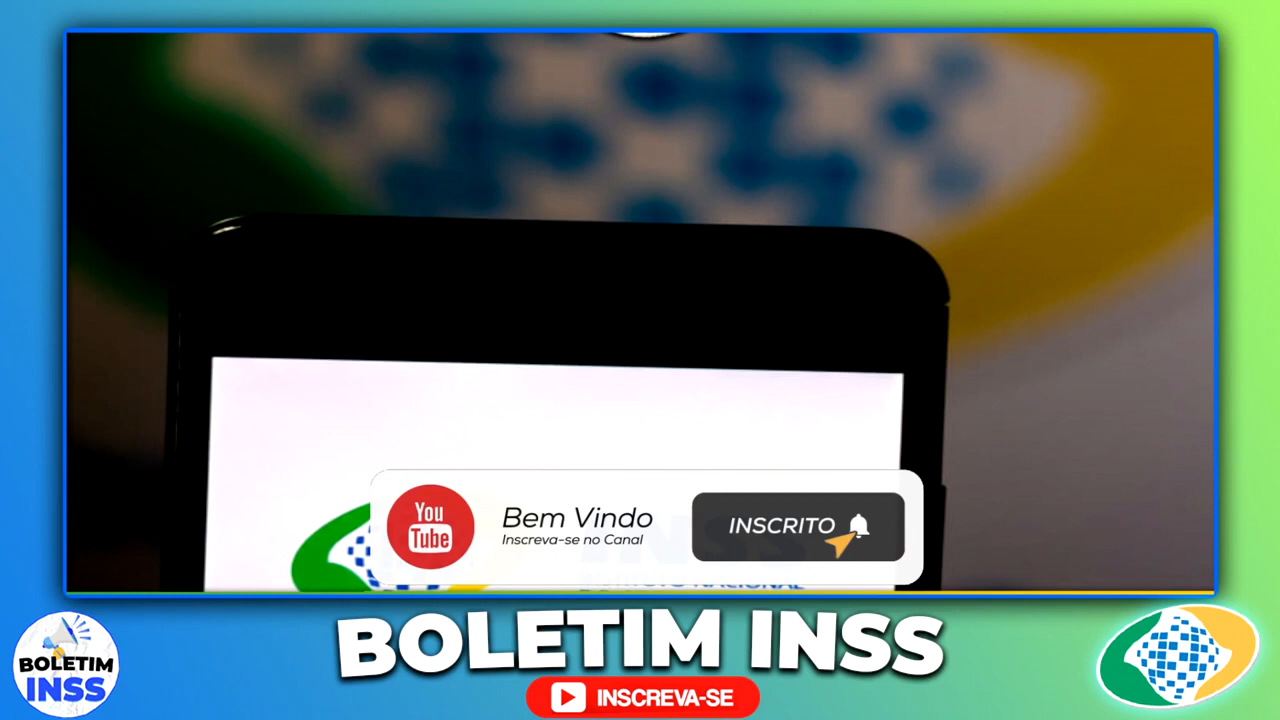 You
Tube
Bem Vindo
Inscreva-se no Canal
INSCRITO
BOLETIM INSS
INSCREVA-SE
BOLETIM
INSS